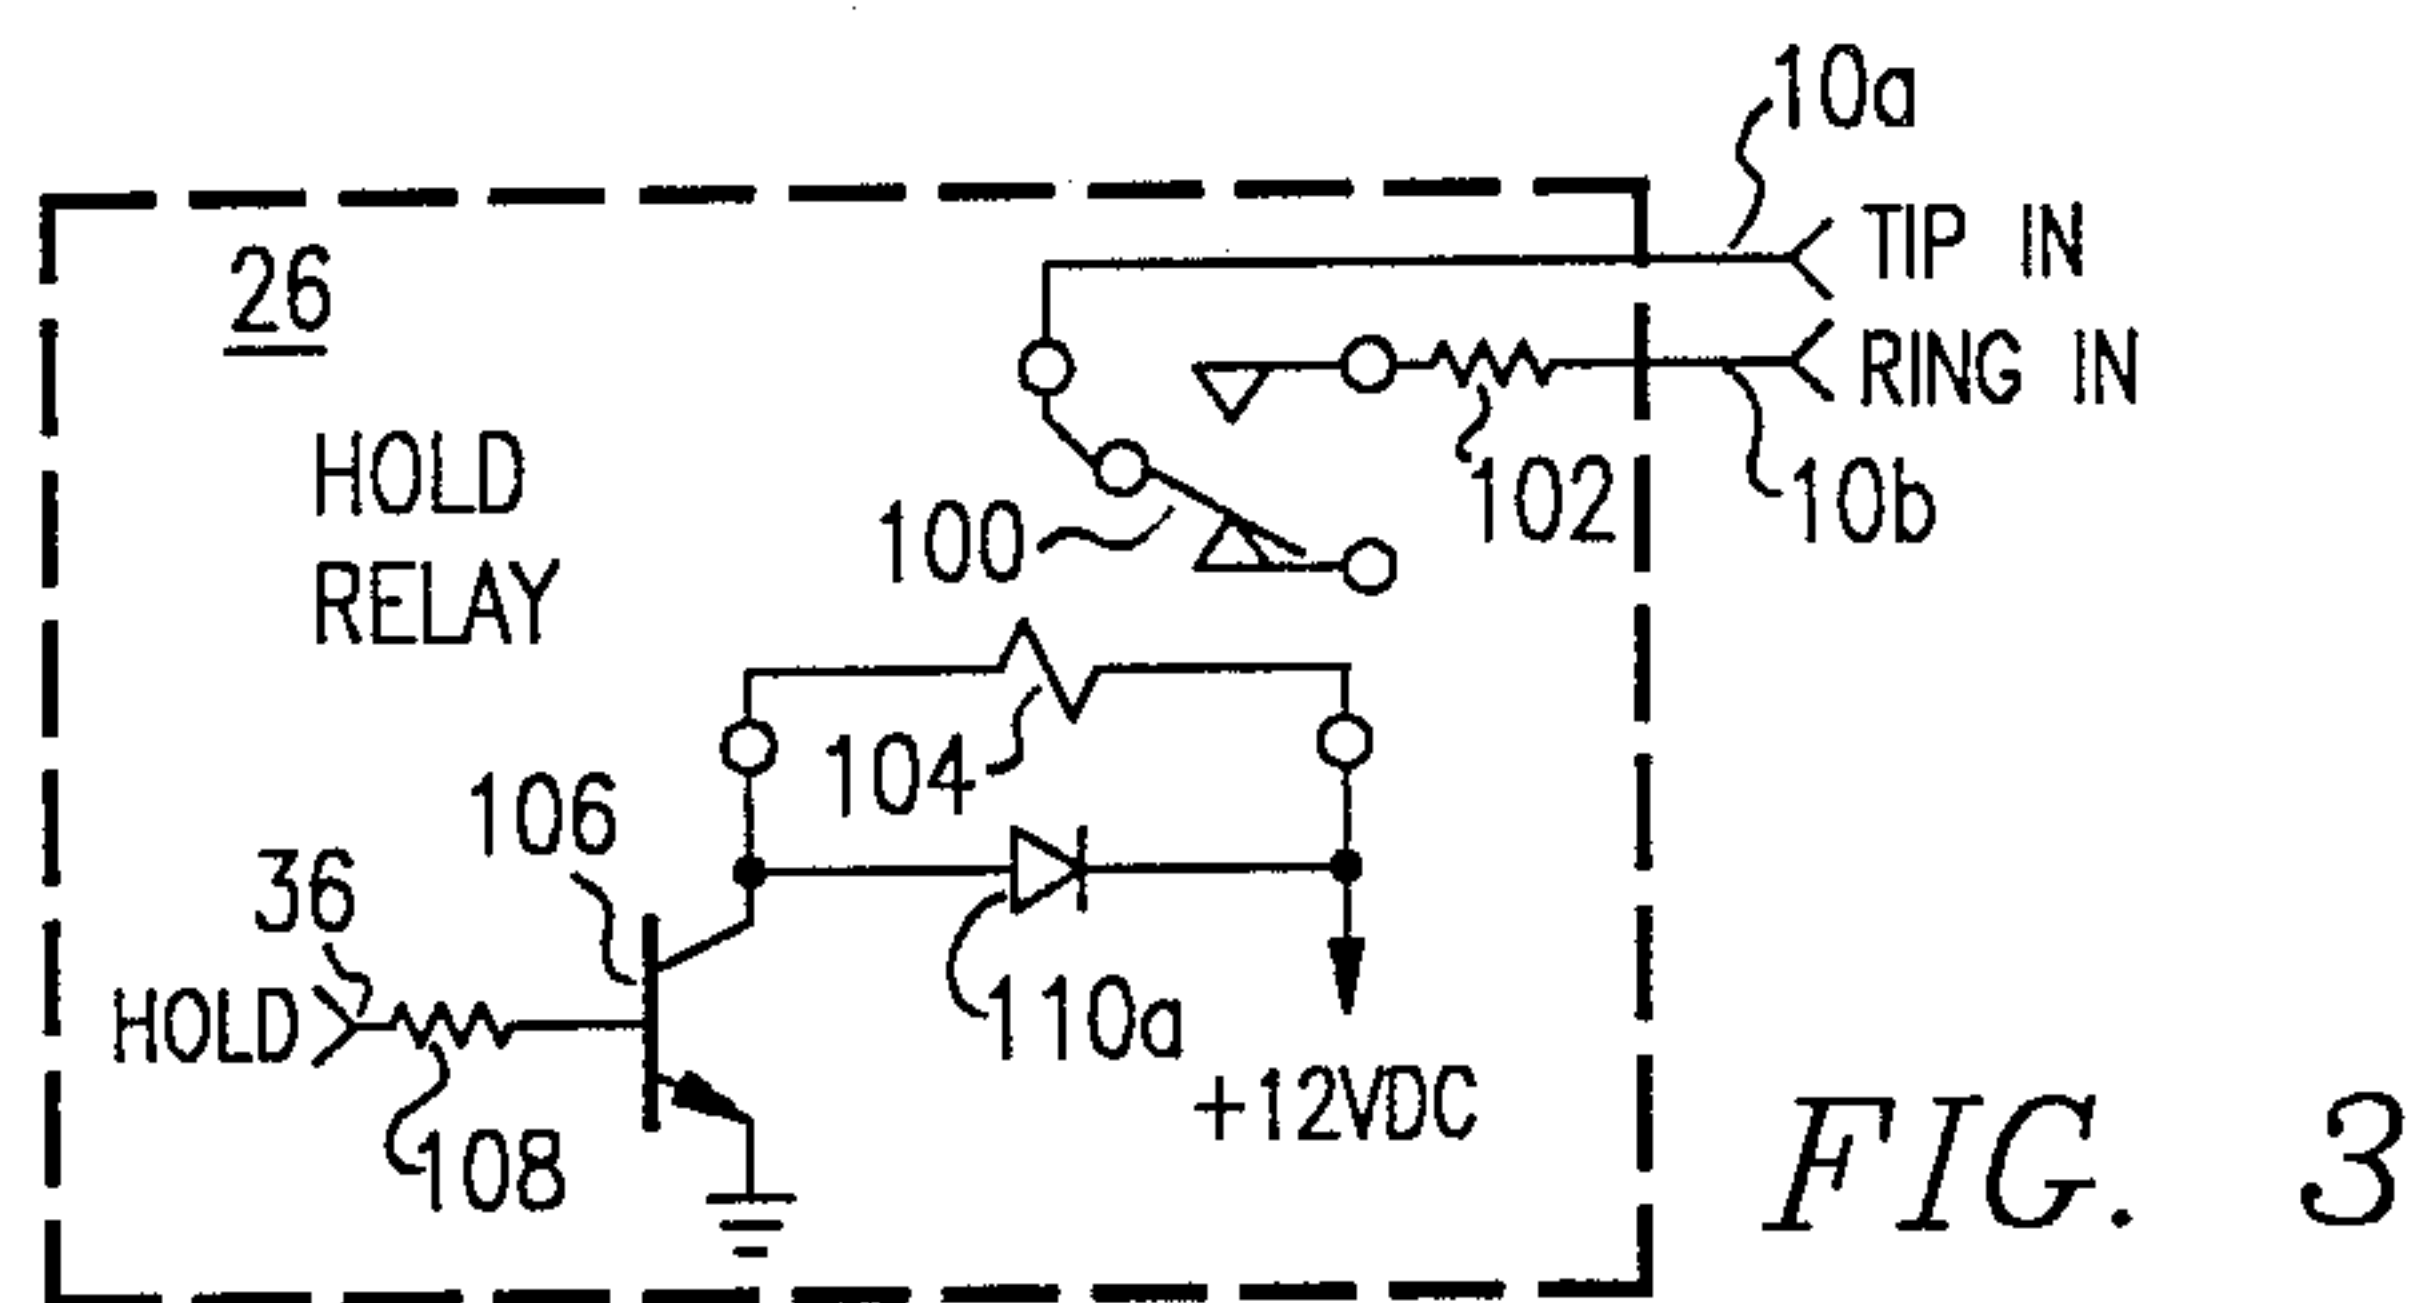 10a
TIP IN
26
RING IN
HOLD
RELAY
100
102
10b
104
106
36
HOLD
110a
108
+12VDC
FIG. 3